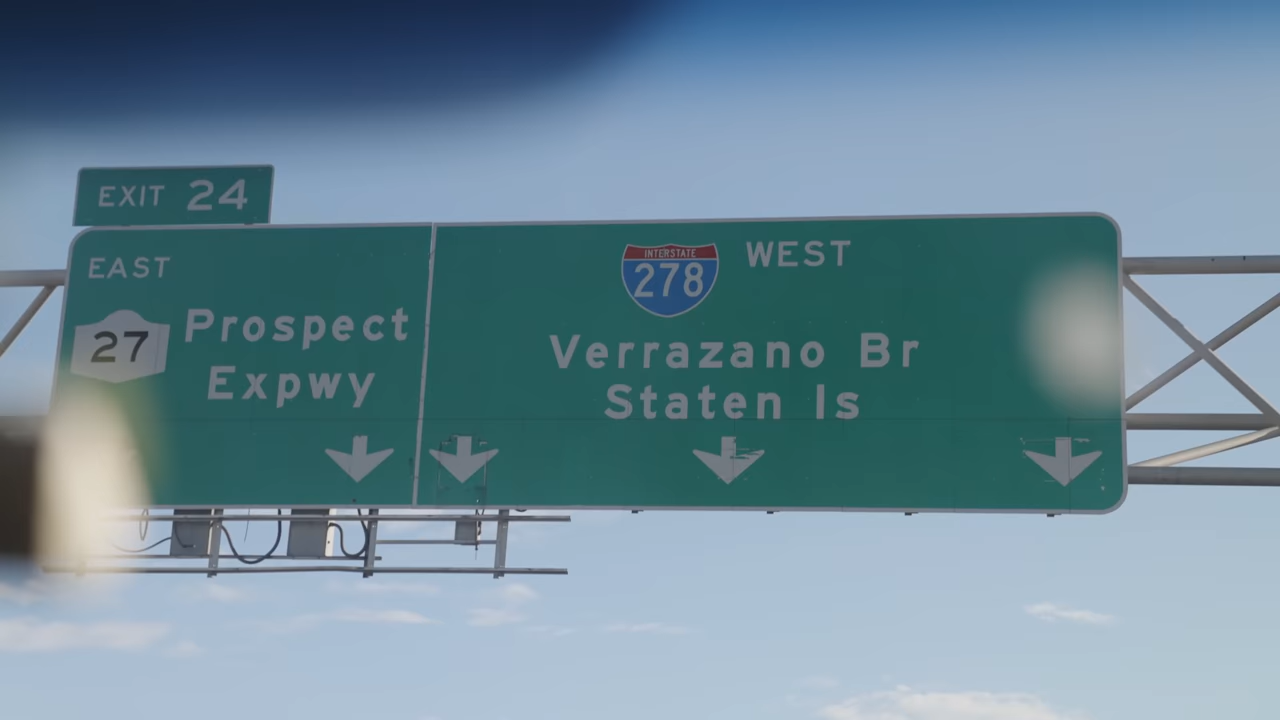 EXIT 24
EAST
27
Prospect
Expwy
INTERSTATE
278
WEST
Verrazano Br
Staten Is